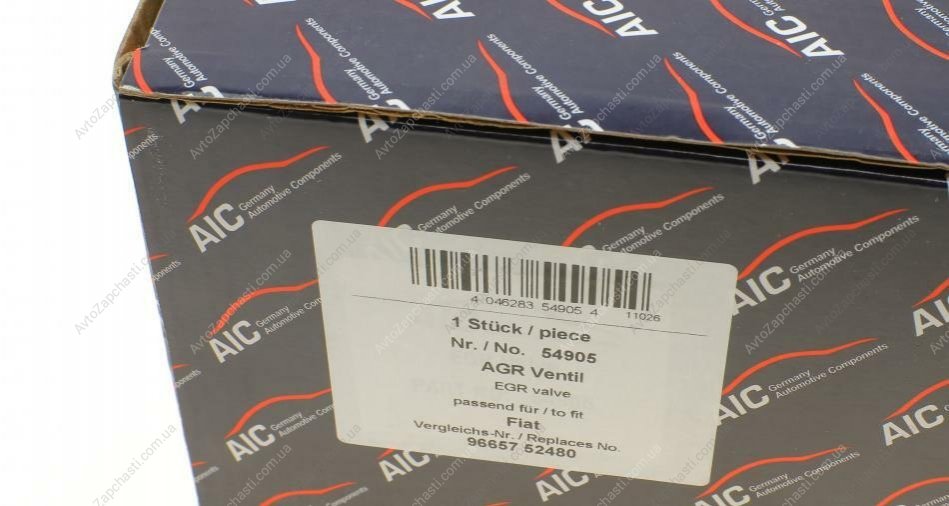 AIC Germany
Automotive Components
4 046283 54905 4 11026
1 Stück / piece
Nr. / No. 54905
AGR Ventil
EGR valve
passend für / to fit
Fiat
Vergleichs-Nr. / Replaces No.
96657 52480
AvtoZapchasti.com.ua